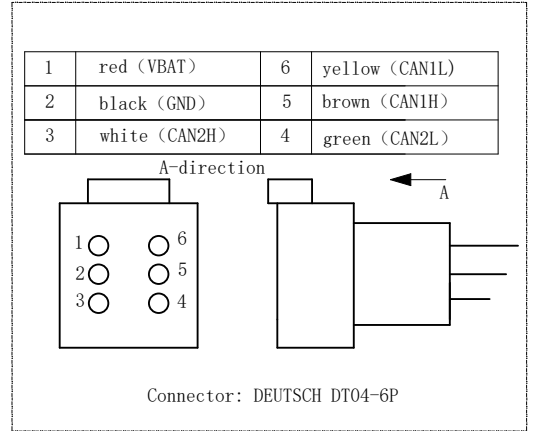 1 red (VBAT) 6 yellow (CAN1L)
2 black (GND) 5 brown (CAN1H)
3 white (CAN2H) 4 green (CAN2L)
A-direction
A
1 6
2 5
3 4
Connector: DEUTSCH DT04-6P